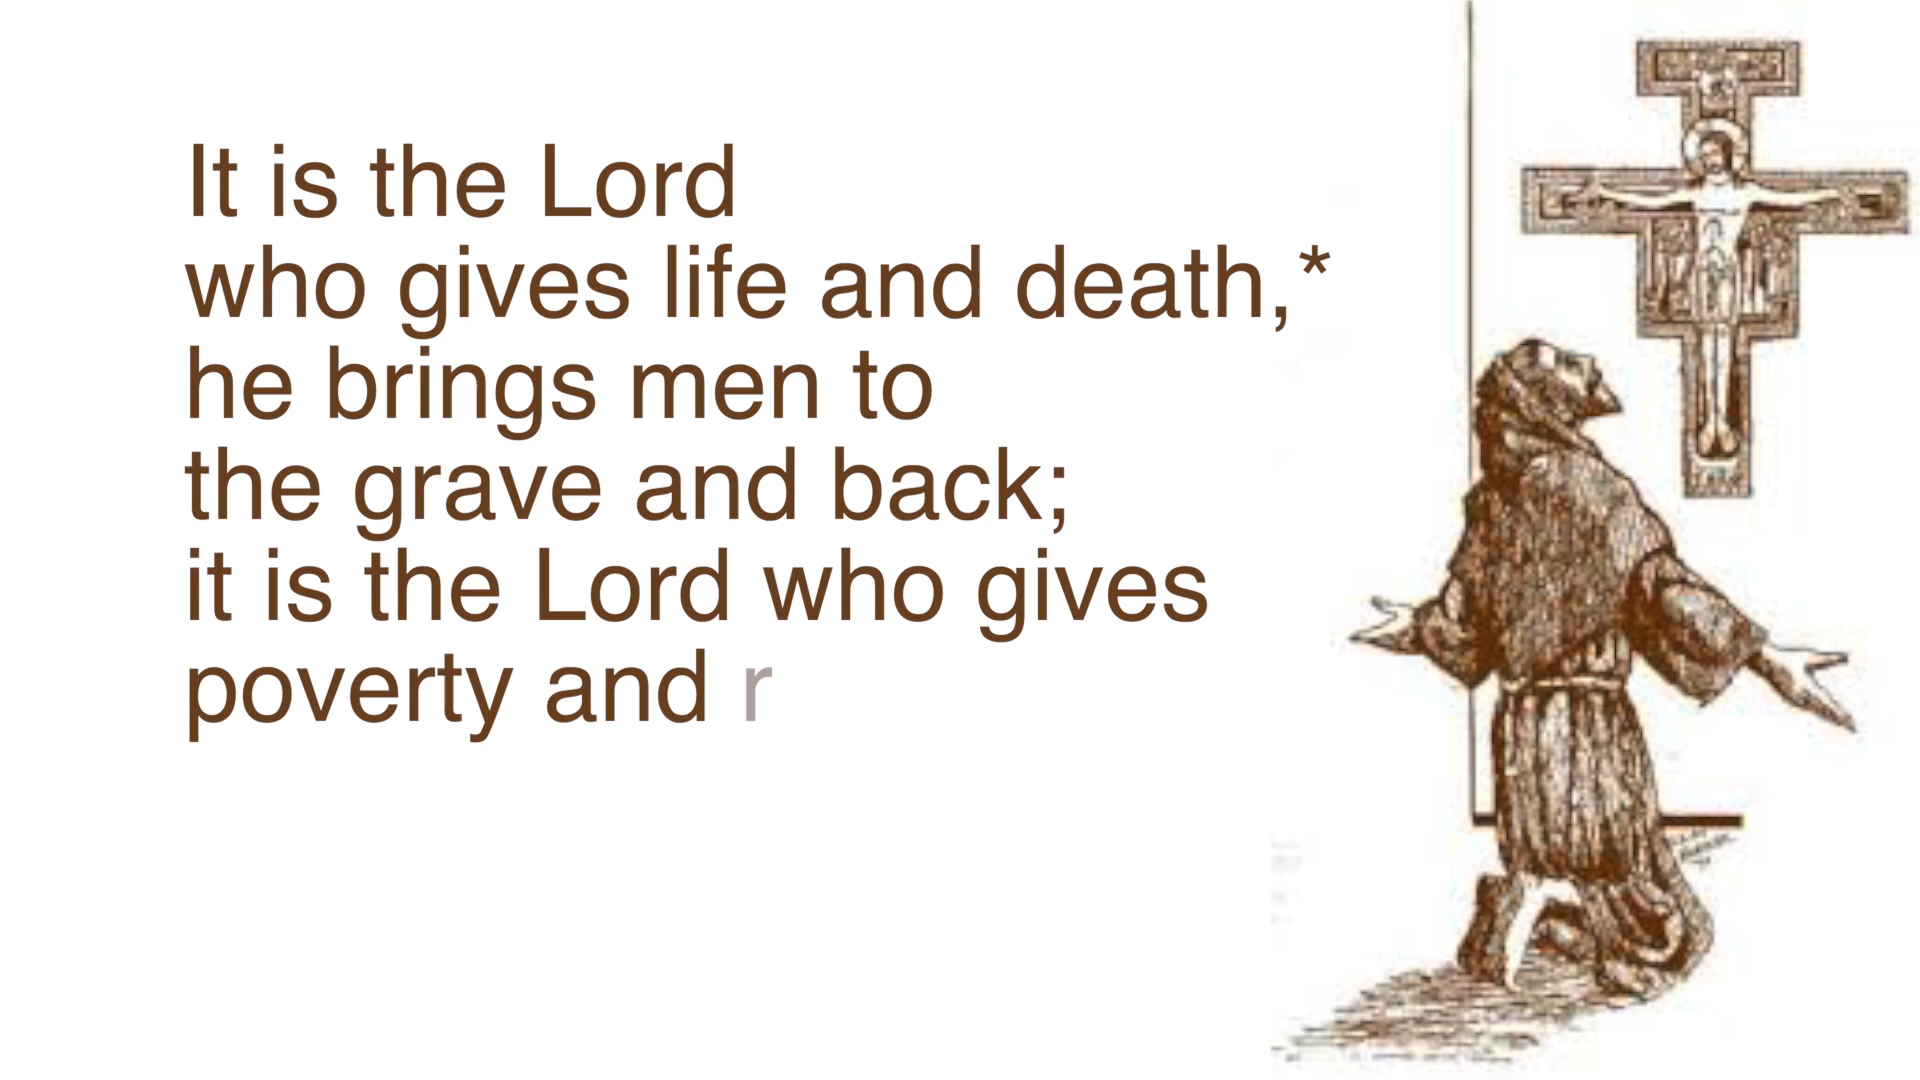 It is the Lord
who gives life and death,*
he brings men to
the grave and back;
it is the Lord who gives
poverty and r